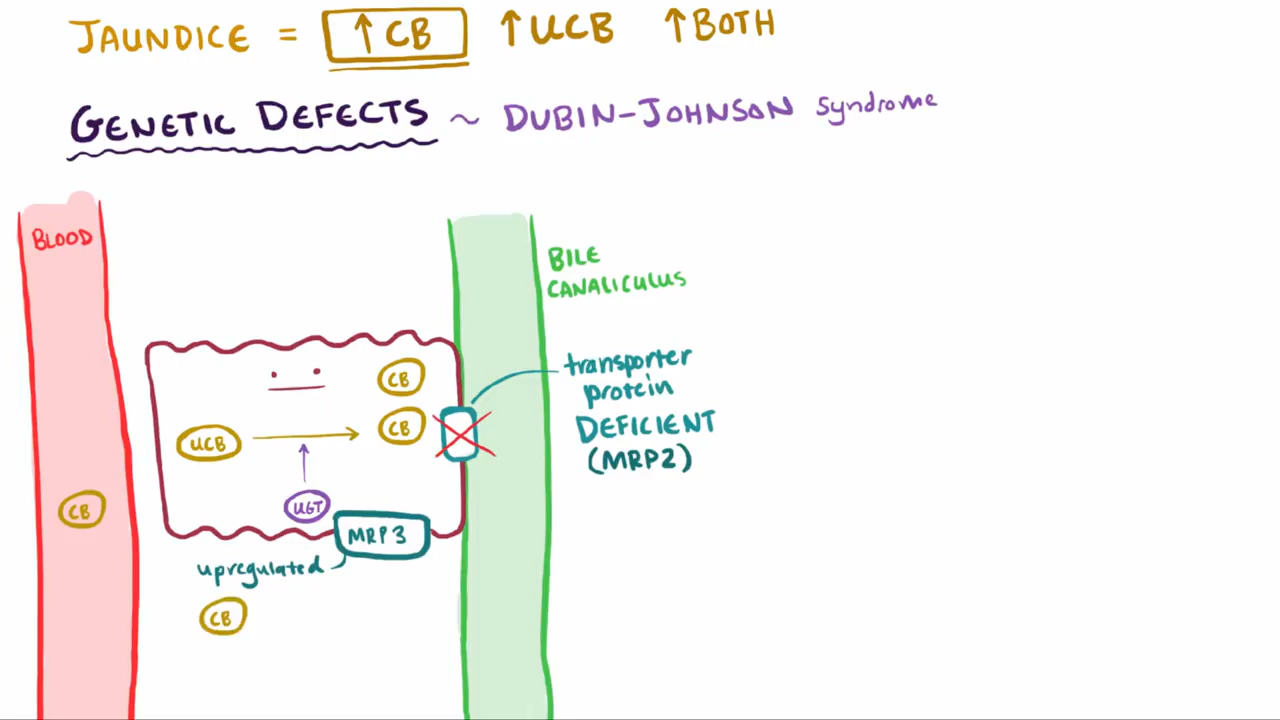 JAUNDICE = ↑CB ↑UCB ↑BOTH
GENETIC DEFECTS ~ DUBIN-JOHNSON Syndrome
BLOOD
BILE
CANALICULUS
transporter
protein
DEFICIENT
(MRP2)
CB
CB
UCB
UGT
CB
MRP3
upregulated
CB